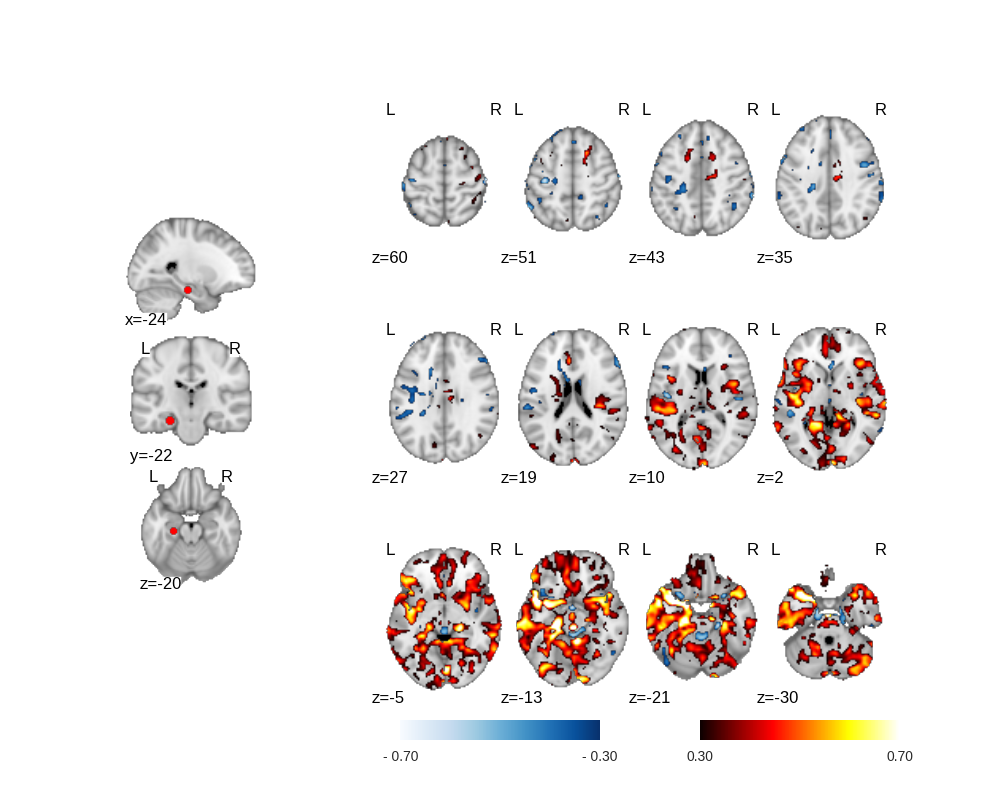 L R L R L R L R
z=60 z=51 z=43 z=35
x=-24
L R
y=-22
L R
z=-20
L R L R L R L R
z=27 z=19 z=10 z=2
L R L R L R L R
z=-5 z=-13 z=-21 z=-30
- 0.70 - 0.30 0.30 0.70